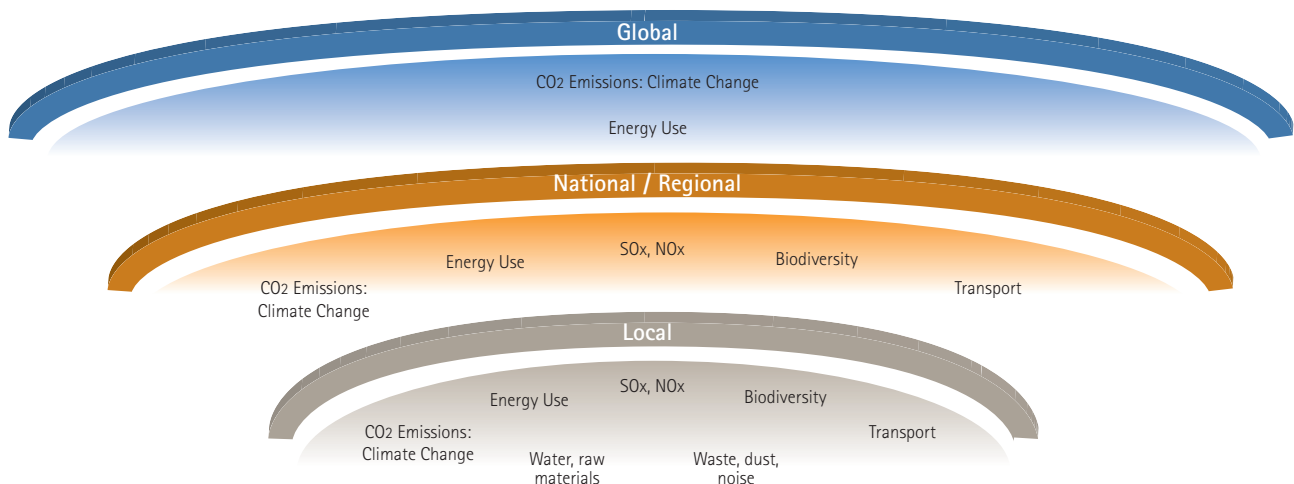 Global
CO2 Emissions: Climate Change
Energy Use
National / Regional
SOx, NOx
Energy Use
Biodiversity
CO2 Emissions:
Climate Change
Transport
Local
SOx, NOx
Energy Use
Biodiversity
CO2 Emissions:
Climate Change
Transport
Water, raw
materials
Waste, dust,
noise